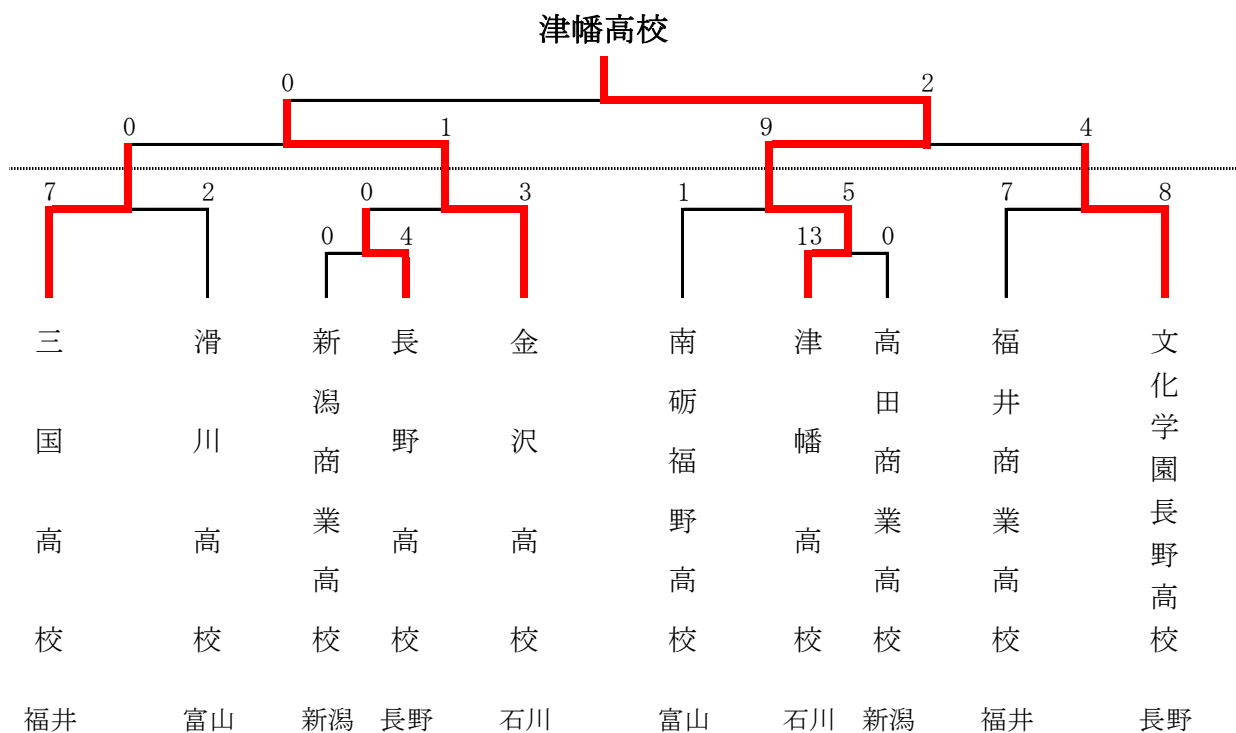 津幡高校
0 2
0 1 9 4
7 2 0 3 1 5 7 8
0 4 13 0
三国高校
滑川高校
新潟商業高校
長野高校
金沢高校
南砺福野高校
津幡高校
高田商業高校
福井商業高校
文化学園長野高校
福井 富山 新潟 長野 石川 富山 石川 新潟 福井 長野